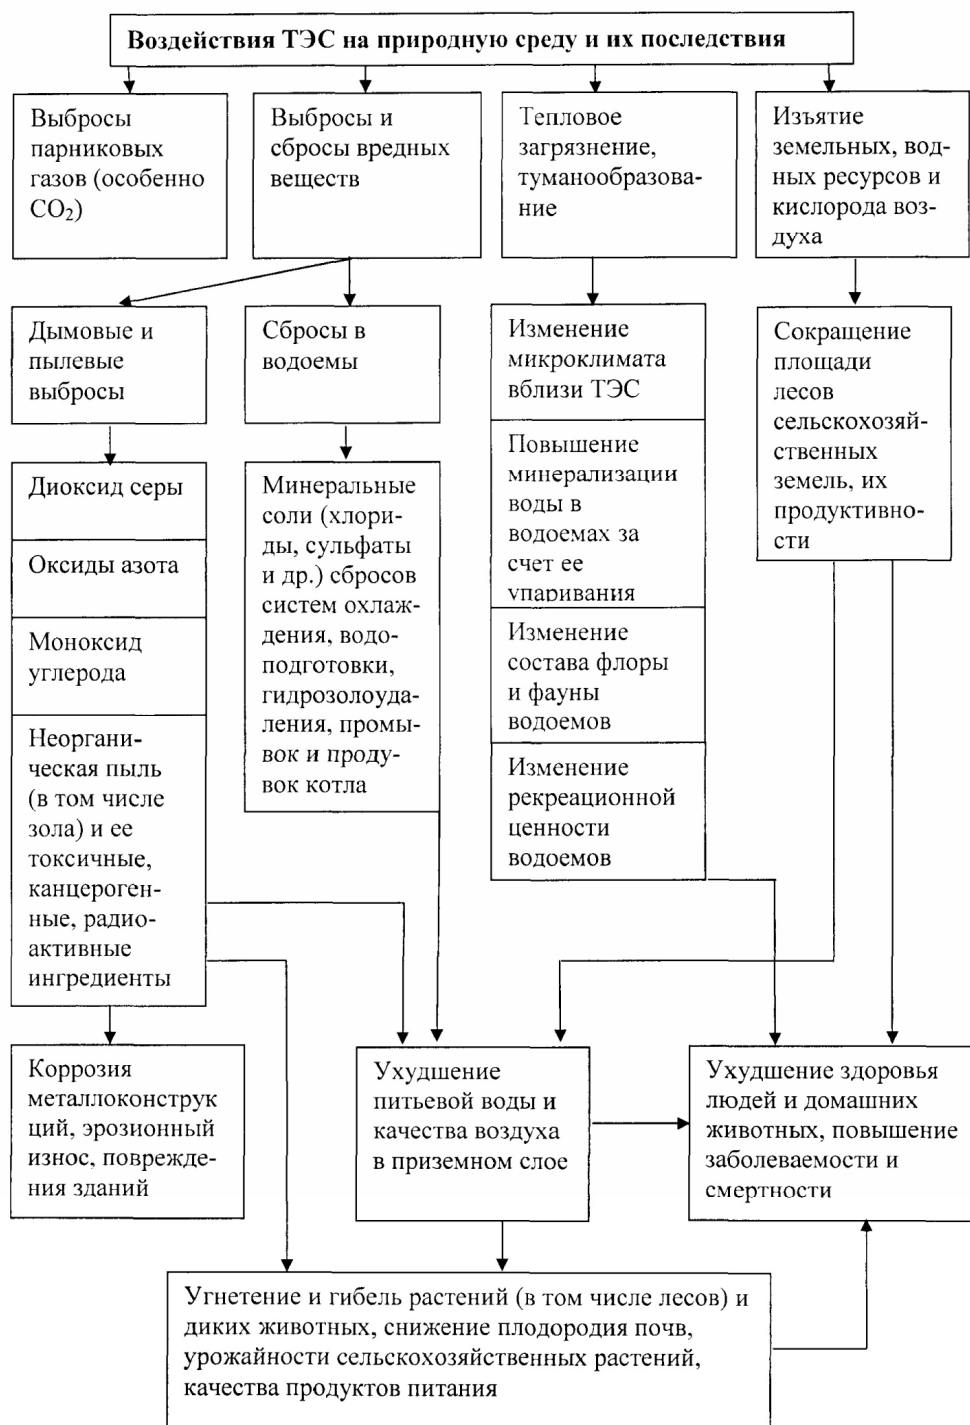 Воздействия ТЭС на природную среду и их последствия
Выбросы
парниковых
газов (особенно
CO₂)
Выбросы и
сбросы вредных
веществ
Тепловое
загрязнение,
туманообразова-
ние
Изъятие
земельных, вод-
ных ресурсов и
кислорода воз-
духа
Дымовые и
пылевые
выбросы
Сбросы в
водоемы
Изменение
микроклимата
вблизи ТЭС
Сокращение
площади
лесов
сельскохозяй-
ственных
земель, их
продуктивно-
сти
Диоксид серы
Оксиды азота
Моноксид
углерода
Неоргани-
ческая пыль
(в том числе
зола) и ее
токсичные,
канцероген-
ные, радио-
активные
ингредиенты
Минеральные
соли (хлори-
ды, сульфаты
и др.) сбросов
систем охлаж-
дения, водо-
подготовки,
гидрозолоуда-
ления, промы-
вок и проду-
вок котла
Повышение
минерализации
воды в
водоемах за
счет ее
упаривания
Изменение
состава флоры
и фауны
водоемов
Изменение
рекреационной
ценности
водоемов
Коррозия
металлоконструк
ций, эрозионный
износ, поврежде
ния зданий
Ухудшение
питьевой воды и
качества воздуха
в приземном слое
Ухудшение здоровья
людей и домашних
животных, повышение
заболеваемости и
смертности
Угнетение и гибель растений (в том числе лесов) и
диких животных, снижение плодородия почв,
урожайности сельскохозяйственных растений,
качества продуктов питания